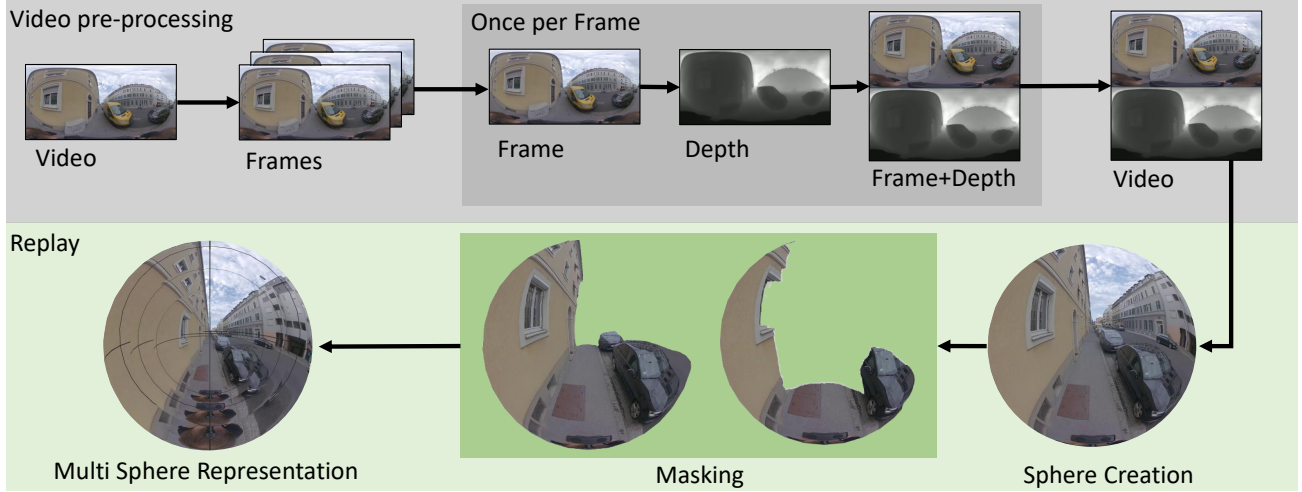 Video pre-processing
Once per Frame
Video
Frames
Frame
Depth
Frame+Depth
Video
Replay
Multi Sphere Representation
Masking
Sphere Creation